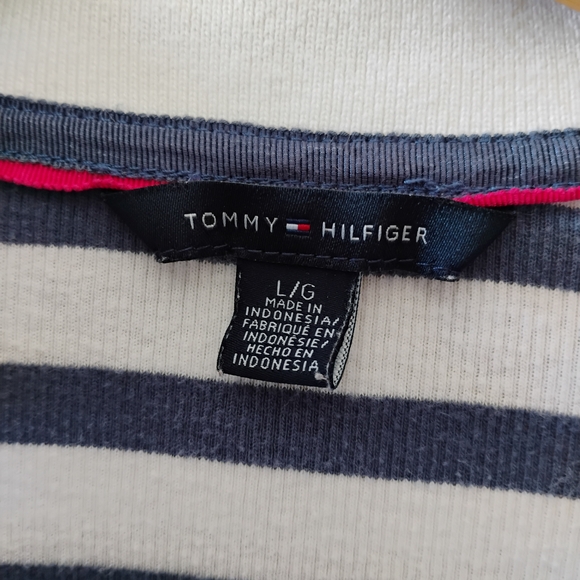 TOMMY HILFIGER
L/G
MADE IN
INDONESIA/
FABRIQUÉ EN
INDONÉSIE/
HECHO EN
INDONESIA